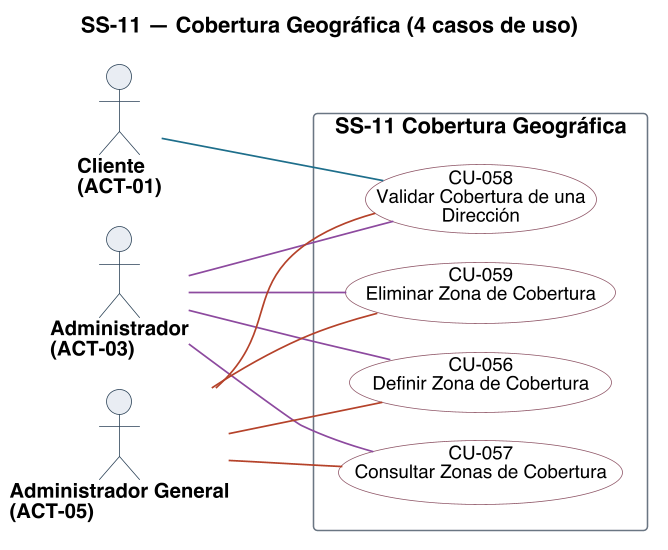 SS-11 — Cobertura Geográfica (4 casos de uso)
SS-11 Cobertura Geográfica
Cliente
(ACT-01)
CU-058
Validar Cobertura de una
Dirección
Administrador
(ACT-03)
CU-059
Eliminar Zona de Cobertura
CU-056
Definir Zona de Cobertura
Administrador General
(ACT-05)
CU-057
Consultar Zonas de Cobertura